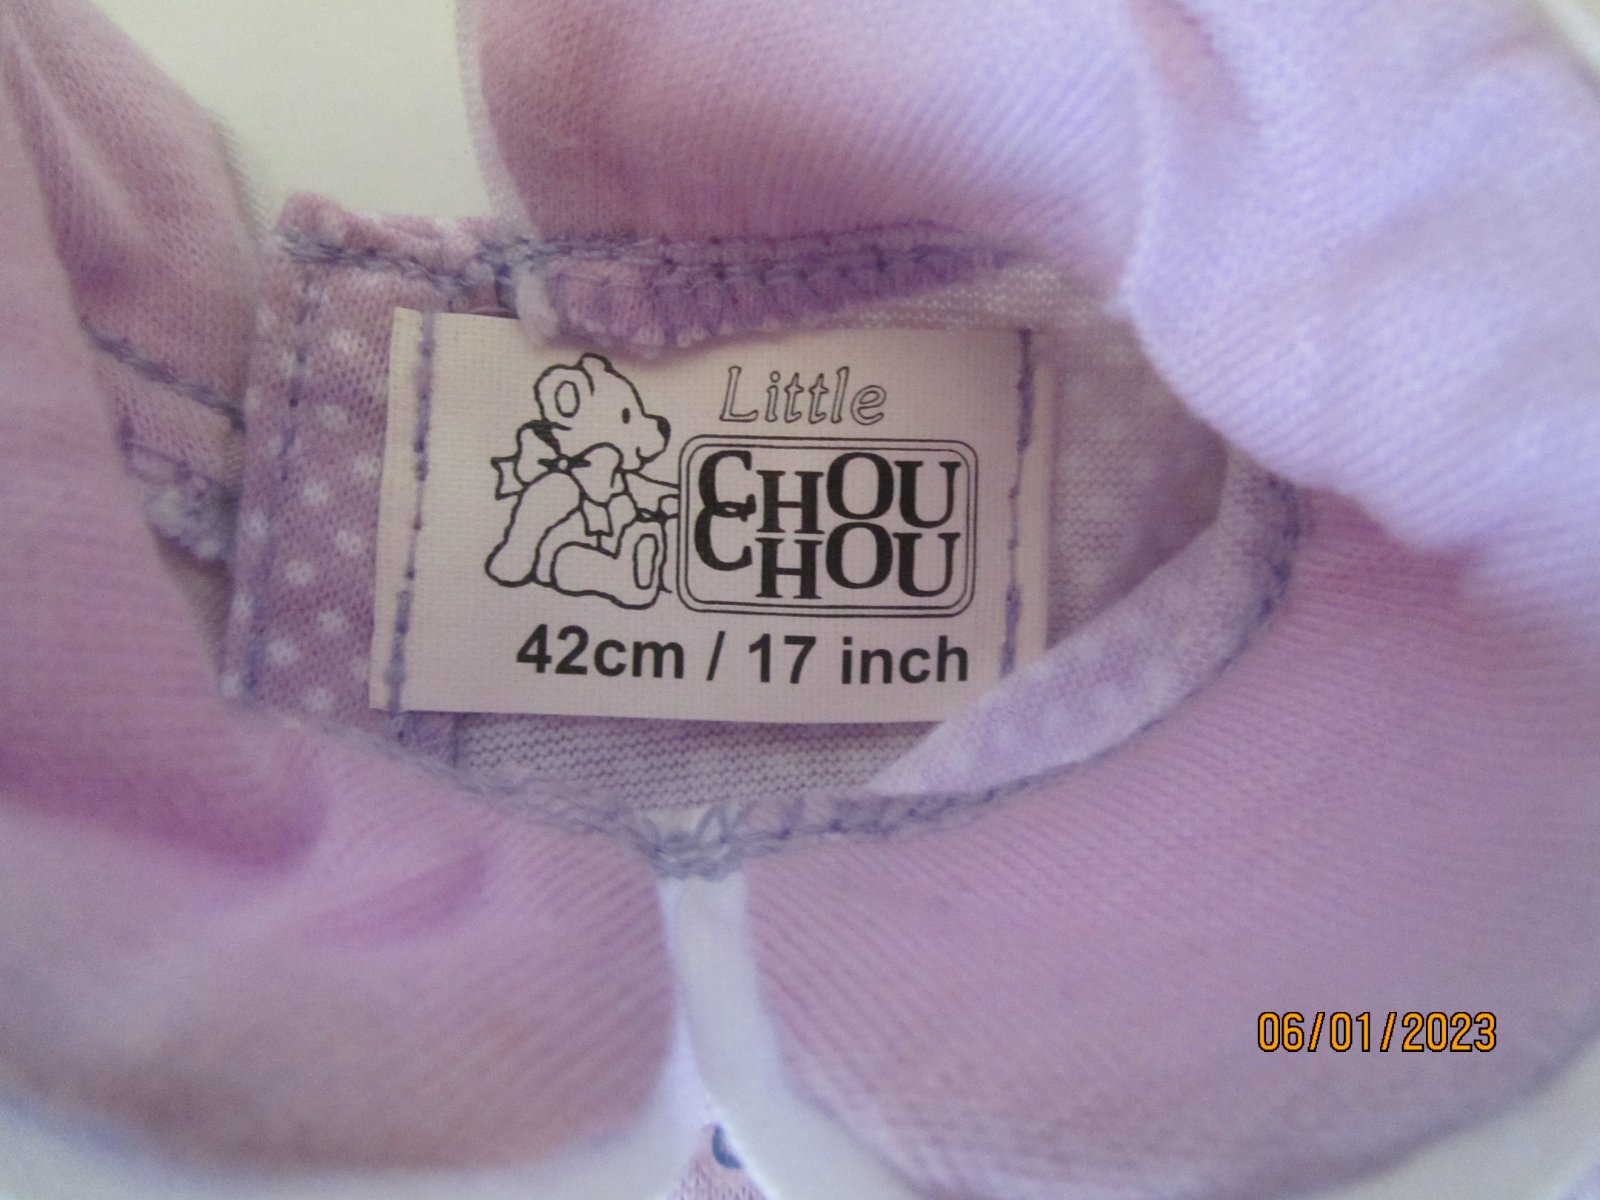 Little
CHOU
CHOU
42cm / 17 inch
06/01/2023